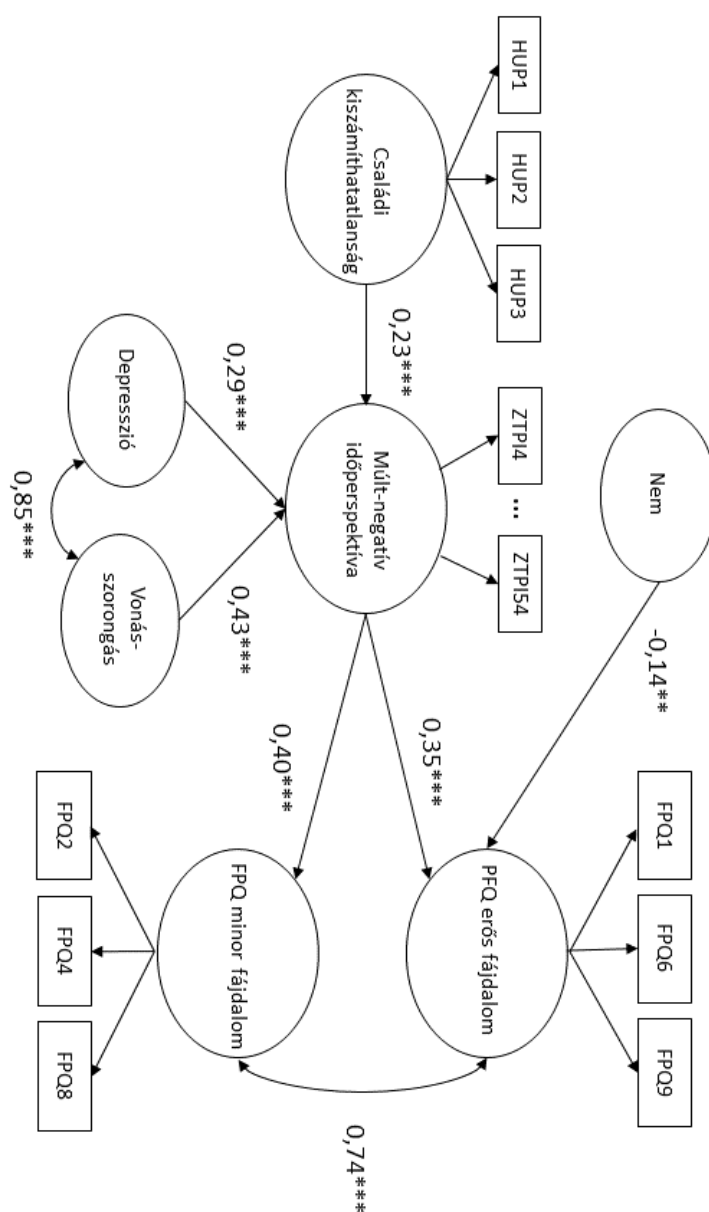 HUP1
HUP2
HUP3
Családi
kiszámíthatatlanság
0,23***
ZTPI4
...
ZTPI54
Múlt-negatív
időperspektíva
Nem
-0,14**
Depresszió
0,29***
Vonás-
szorongás
0,43***
0,85***
0,35***
0,40***
FPQ1
FPQ6
FPQ9
PFQ erős fájdalom
FPQ minor fájdalom
FPQ2
FPQ4
FPQ8
0,74***